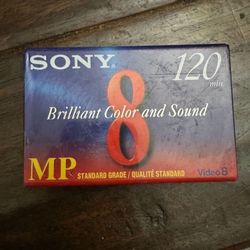 SONY
120
min
8
Brilliant Color and Sound
MP
STANDARD GRADE / QUALITÉ STANDARD
Video 8